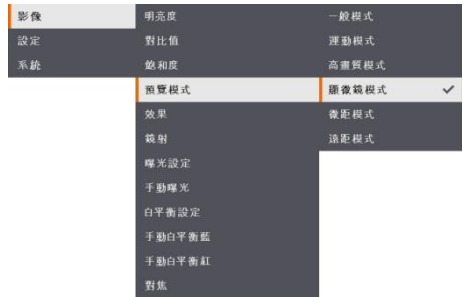 影像
設定
系統
明亮度
對比值
飽和度
預覽模式
效果
鏡射
曝光設定
手動曝光
白平衡設定
手動白平衡藍
手動白平衡紅
對焦
一般模式
運動模式
高畫質模式
顯微鏡模式
微距模式
遠距模式